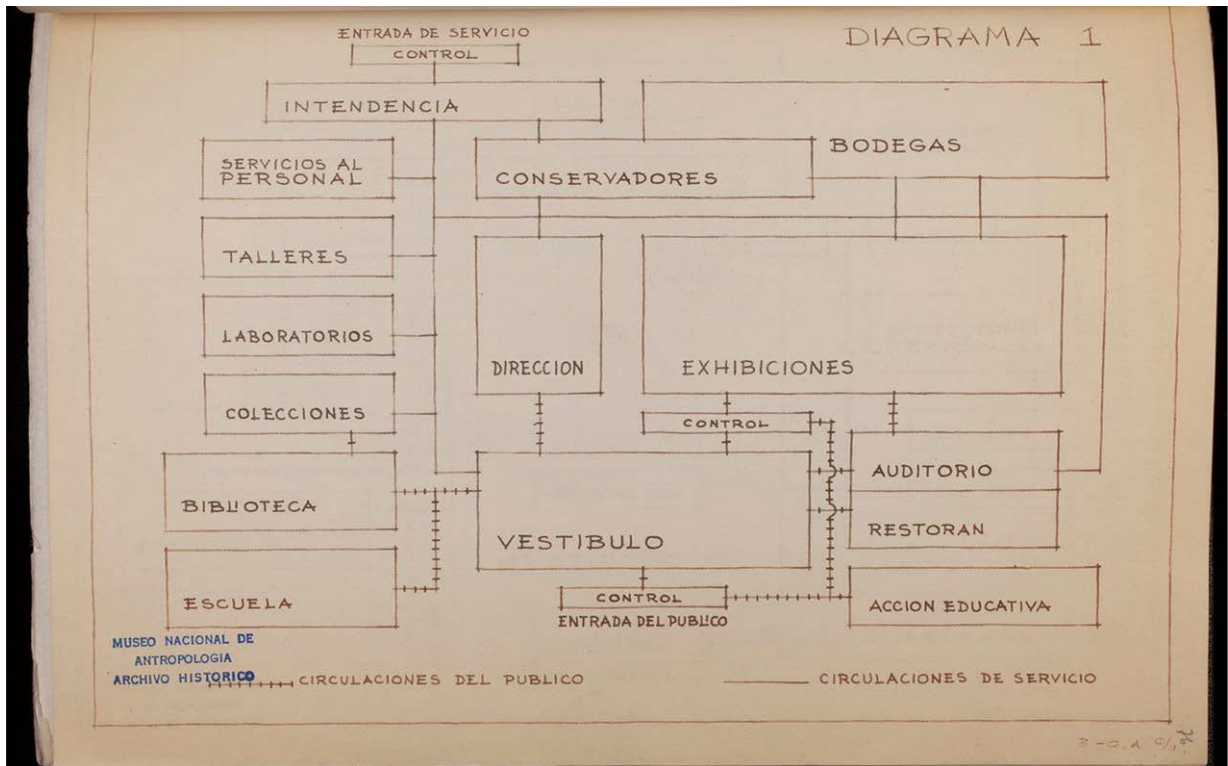 ENTRADA DE SERVICIO
DIAGRAMA 1
CONTROL
INTENDENCIA
BODEGAS
SERVICIOS AL
PERSONAL
CONSERVADORES
TALLERES
LABORATORIOS
DIRECCION
EXHIBICIONES
COLECCIONES
CONTROL
AUDITORIO
BIBLIOTECA
RESTORAN
VESTIBULO
ESCUELA
CONTROL
ACCION EDUCATIVA
ENTRADA DEL PUBLICO
MUSEO NACIONAL DE
ANTROPOLOGIA
ARCHIVO HISTORICO
CIRCULACIONES DEL PUBLICO
CIRCULACIONES DE SERVICIO